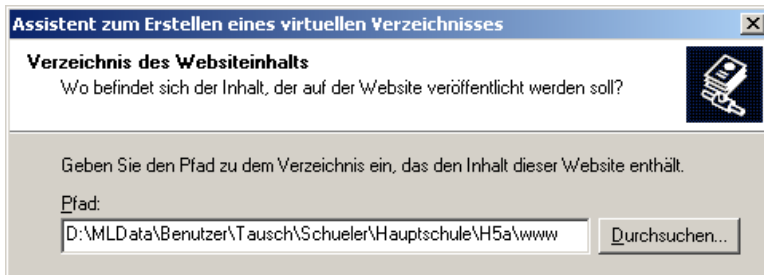 Assistent zum Erstellen eines virtuellen Verzeichnisses
Verzeichnis des Websiteinhalts
Wo befindet sich der Inhalt, der auf der Website veröffentlicht werden soll?
Geben Sie den Pfad zu dem Verzeichnis ein, das den Inhalt dieser Website enthält.
Pfad:
D:\MLData\Benutzer\Tausch\Schueler\Hauptschule\H5a\www
Durchsuchen...